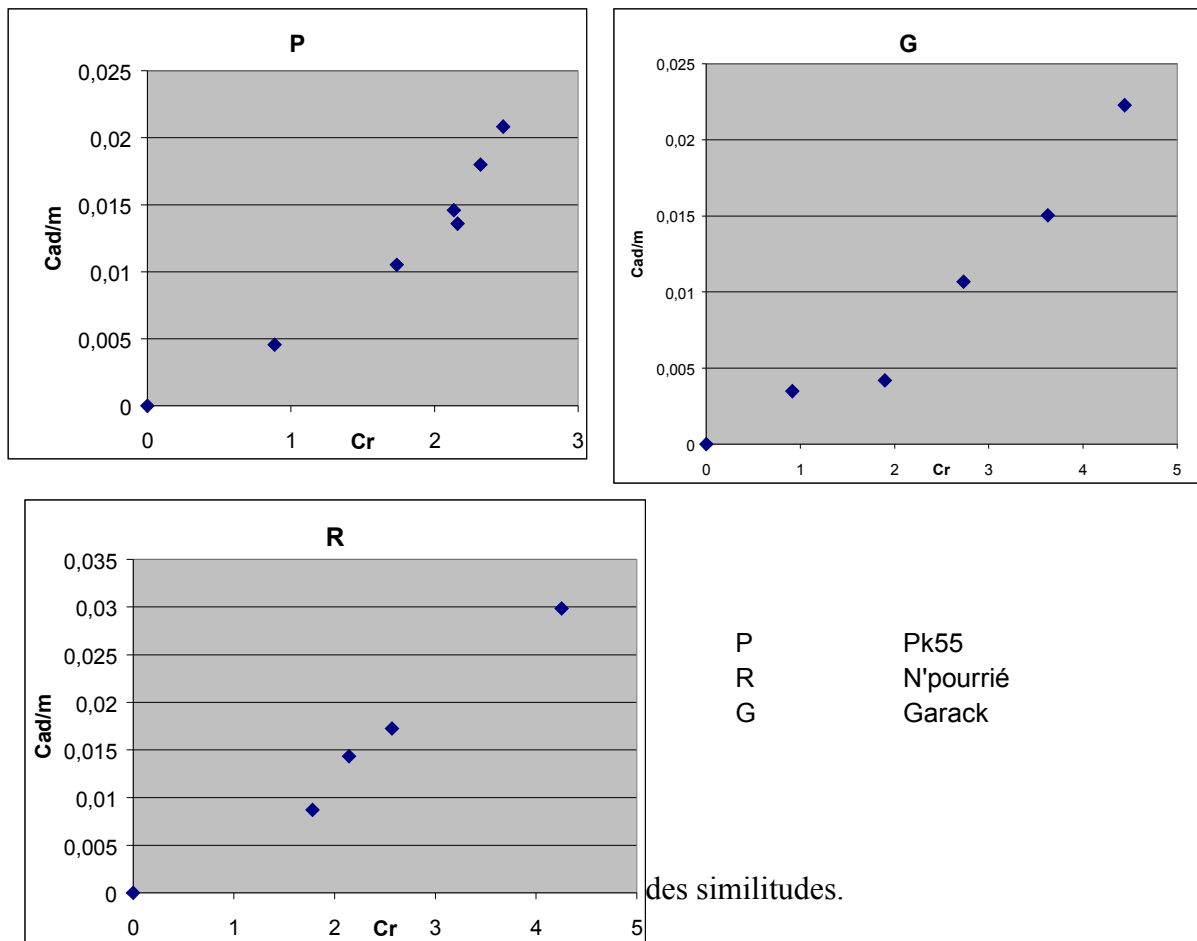 P
0,025
0,02
0,015
0,01
0,005
0
Cad/m
0 1 2 3
Cr
G
0,025
0,02
0,015
0,01
0,005
0
Cad/m
0 1 2 3 4 5
Cr
R
0,035
0,03
0,025
0,02
0,015
0,01
0,005
0
Cad/m
0 1 2 3 4 5
Cr
P Pk55
R N'pourrié
G Garack
des similitudes.